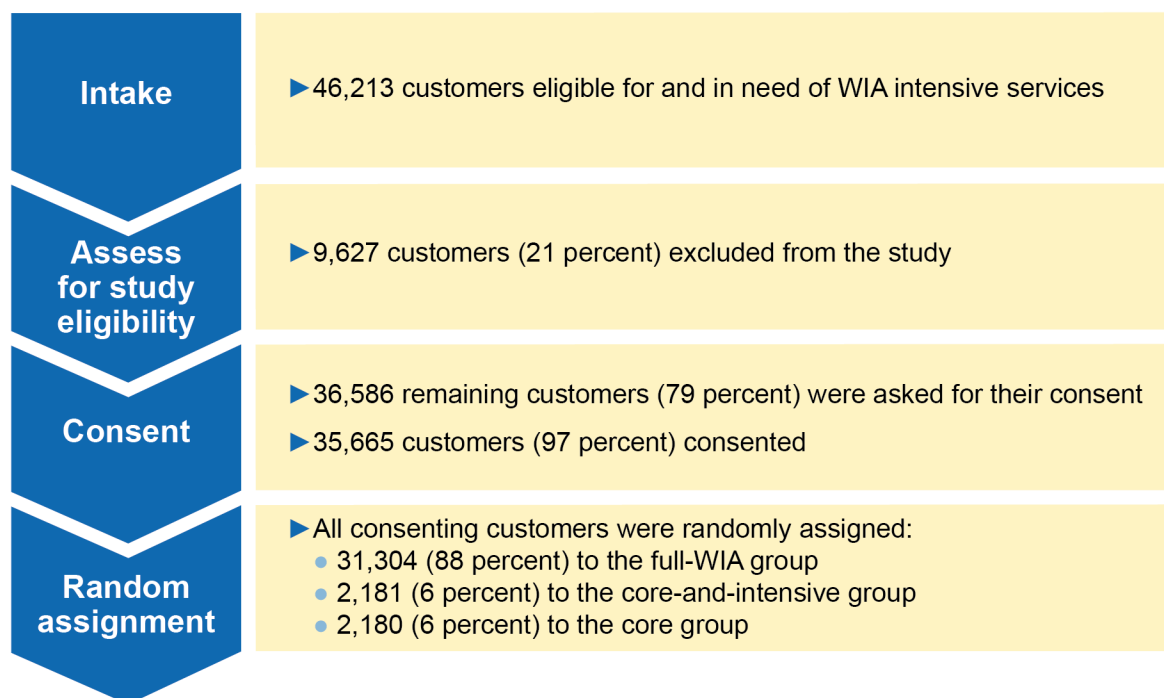 Intake
►46,213 customers eligible for and in need of WIA intensive services
Assess
for study
eligibility
►9,627 customers (21 percent) excluded from the study
Consent
►36,586 remaining customers (79 percent) were asked for their consent
►35,665 customers (97 percent) consented
Random
assignment
►All consenting customers were randomly assigned:
● 31,304 (88 percent) to the full-WIA group
● 2,181 (6 percent) to the core-and-intensive group
● 2,180 (6 percent) to the core group